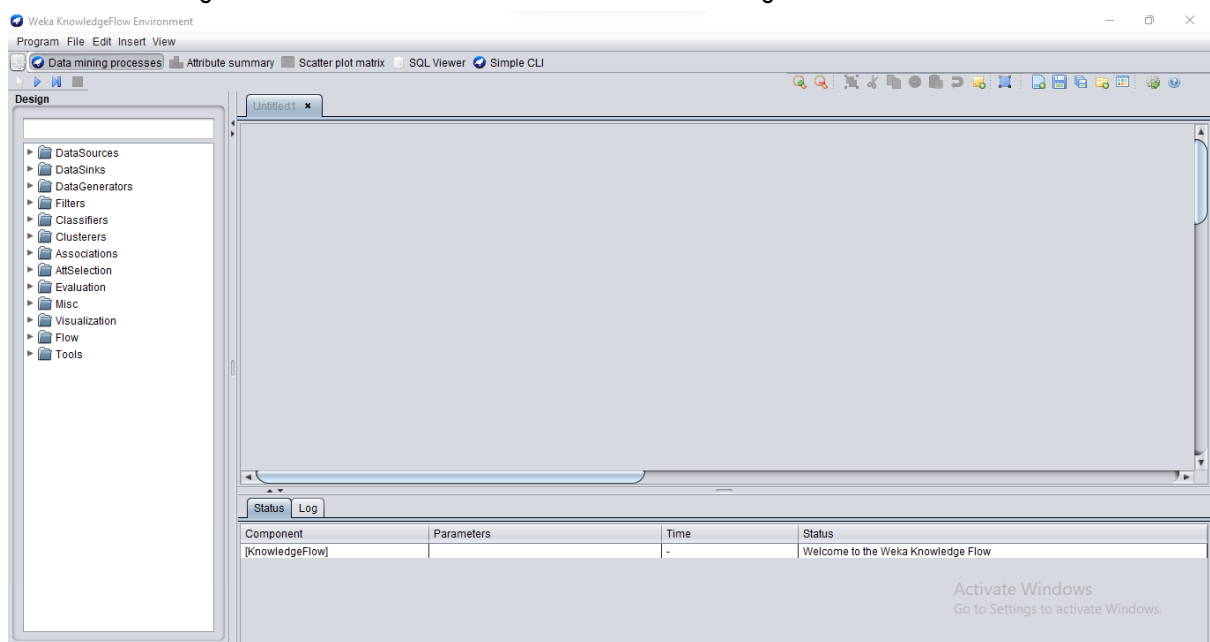 Weka KnowledgeFlow Environment
Program File Edit Insert View
Data mining processes Attribute summary Scatter plot matrix SQL Viewer Simple CLI
Design
Untitled1
DataSources
DataSinks
DataGenerators
Filters
Classifiers
Clusterers
Associations
AttSelection
Evaluation
Misc
Visualization
Flow
Tools
Status Log
Component Parameters Time Status
[KnowledgeFlow] - Welcome to the Weka Knowledge Flow
Activate Windows
Go to Settings to activate Windows.